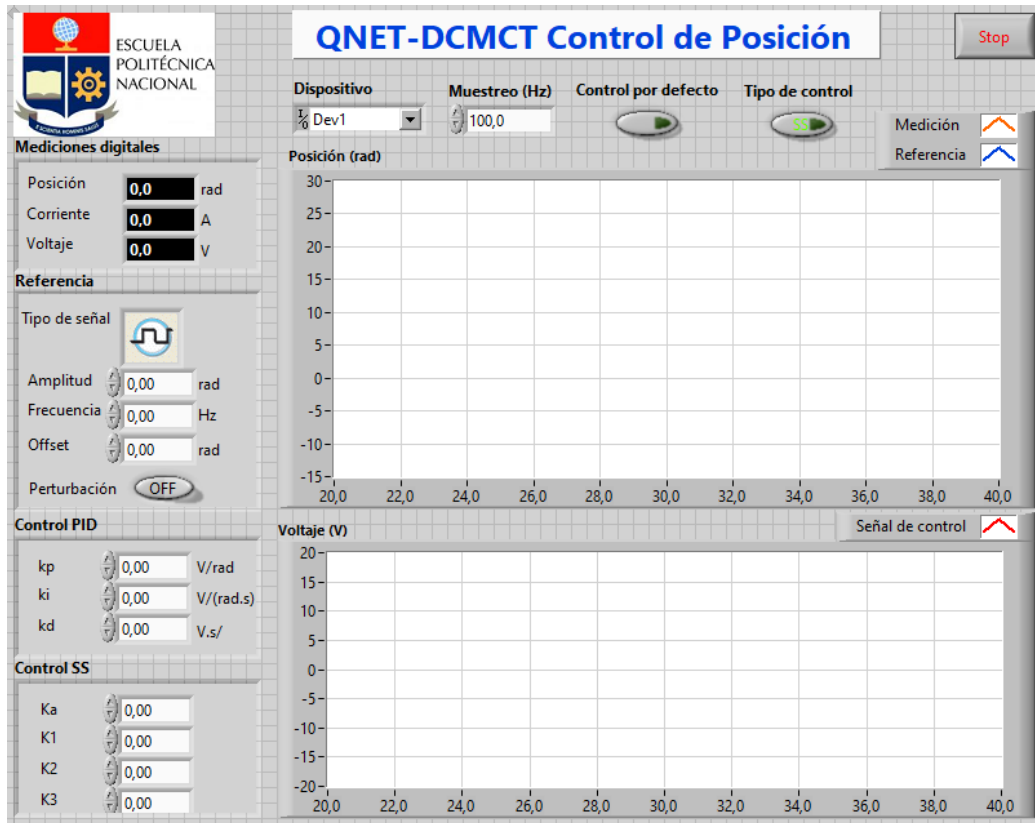 ESCUELA
POLITÉCNICA
NACIONAL
E SCIENTIA HOMINIS SALUS
QNET-DCMCT Control de Posición
Stop
Dispositivo
Muestreo (Hz)
Control por defecto
Tipo de control
I/O Dev1
100,0
SS
Medición
Referencia
Mediciones digitales
Posición 0,0 rad
Corriente 0,0 A
Voltaje 0,0 V
Referencia
Tipo de señal
Amplitud 0,00 rad
Frecuencia 0,00 Hz
Offset 0,00 rad
Perturbación OFF
Control PID
kp 0,00 V/rad
ki 0,00 V/(rad.s)
kd 0,00 V.s/
Control SS
Ka 0,00
K1 0,00
K2 0,00
K3 0,00
Posición (rad)
30
25
20
15
10
5
0
-5
-10
-15
20,0 22,0 24,0 26,0 28,0 30,0 32,0 34,0 36,0 38,0 40,0
Voltaje (V)
Señal de control
20
15
10
5
0
-5
-10
-15
-20
20,0 22,0 24,0 26,0 28,0 30,0 32,0 34,0 36,0 38,0 40,0